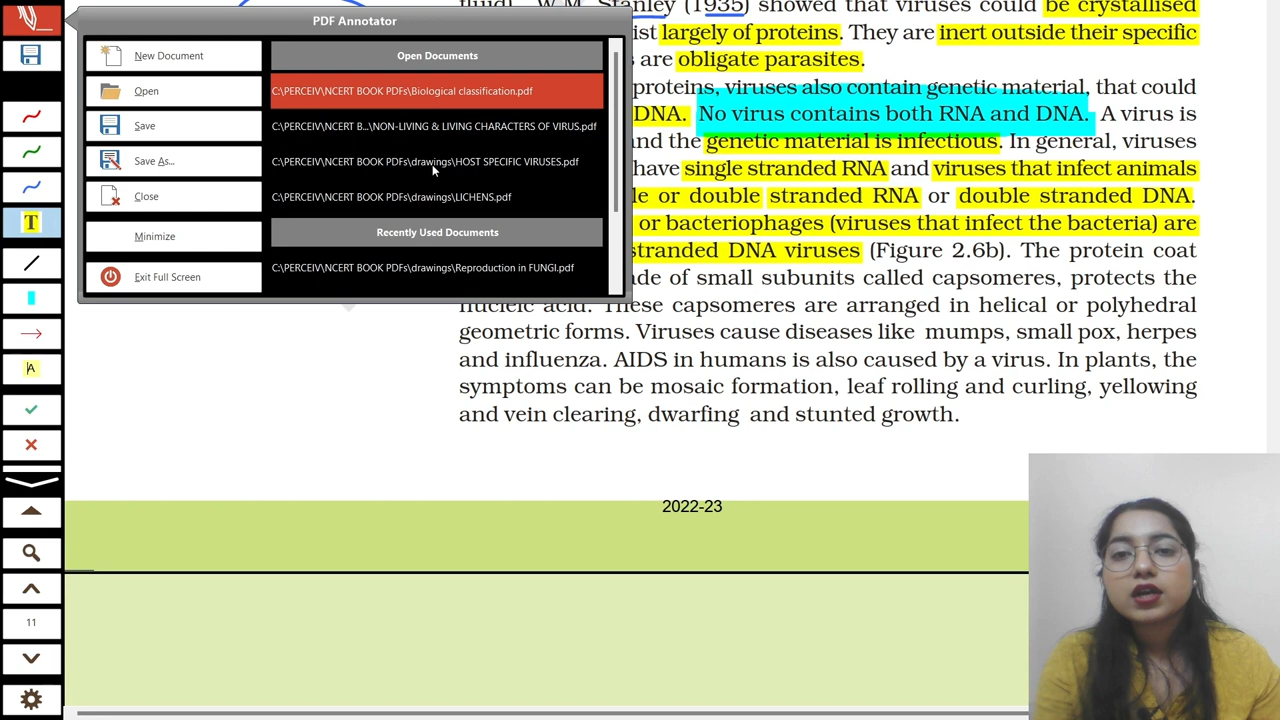 fluid). W.M. Stanley (1935) showed that viruses could be crystallised
PDF Annotator
ist largely of proteins. They are inert outside their specific
New Document
Open Documents
s are obligate parasites.
Open
C:\PERCEIV\NCERT BOOK PDFs\Biological classification.pdf
proteins, viruses also contain genetic material, that could
Save
C:\PERCEIV\NCERT B...\NON-LIVING & LIVING CHARACTERS OF VIRUS.pdf
DNA. No virus contains both RNA and DNA. A virus is
nd the genetic material is infectious. In general, viruses
Save As...
C:\PERCEIV\NCERT BOOK PDFs\drawings\HOST SPECIFIC VIRUSES.pdf
have single stranded RNA and viruses that infect animals
Close
C:\PERCEIV\NCERT BOOK PDFs\drawings\LICHENS.pdf
le or double stranded RNA or double stranded DNA.
T
Minimize
Recently Used Documents
or bacteriophages (viruses that infect the bacteria) are
stranded DNA viruses (Figure 2.6b). The protein coat
Exit Full Screen
C:\PERCEIV\NCERT BOOK PDFs\drawings\Reproduction in FUNGI.pdf
ade of small subunits called capsomeres, protects the
nucleic acid. These capsomeres are arranged in helical or polyhedral
geometric forms. Viruses cause diseases like mumps, small pox, herpes
and influenza. AIDS in humans is also caused by a virus. In plants, the
A
symptoms can be mosaic formation, leaf rolling and curling, yellowing
and vein clearing, dwarfing and stunted growth.
2022-23
11